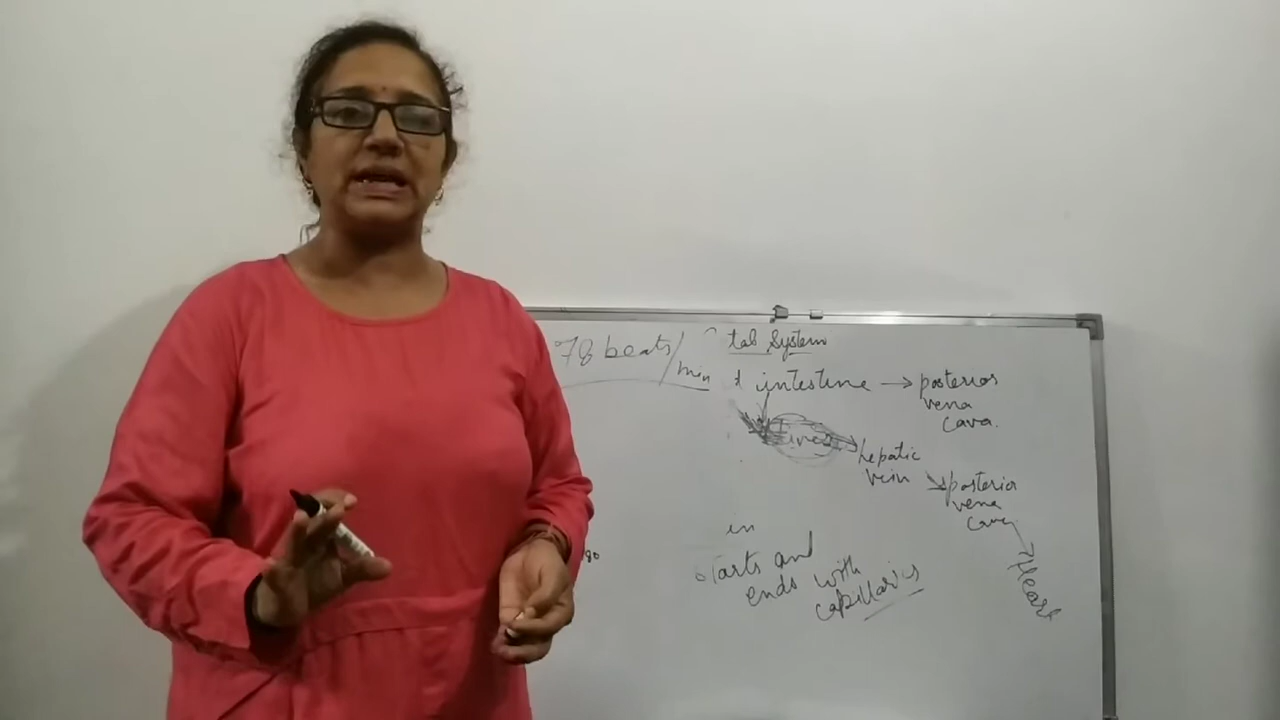 78 beats/min
tal System
intestine → posterior
vena
cava.
hepatic
vein
posterior
vena
cava
Heart
in
starts and
ends with
capillaries
80